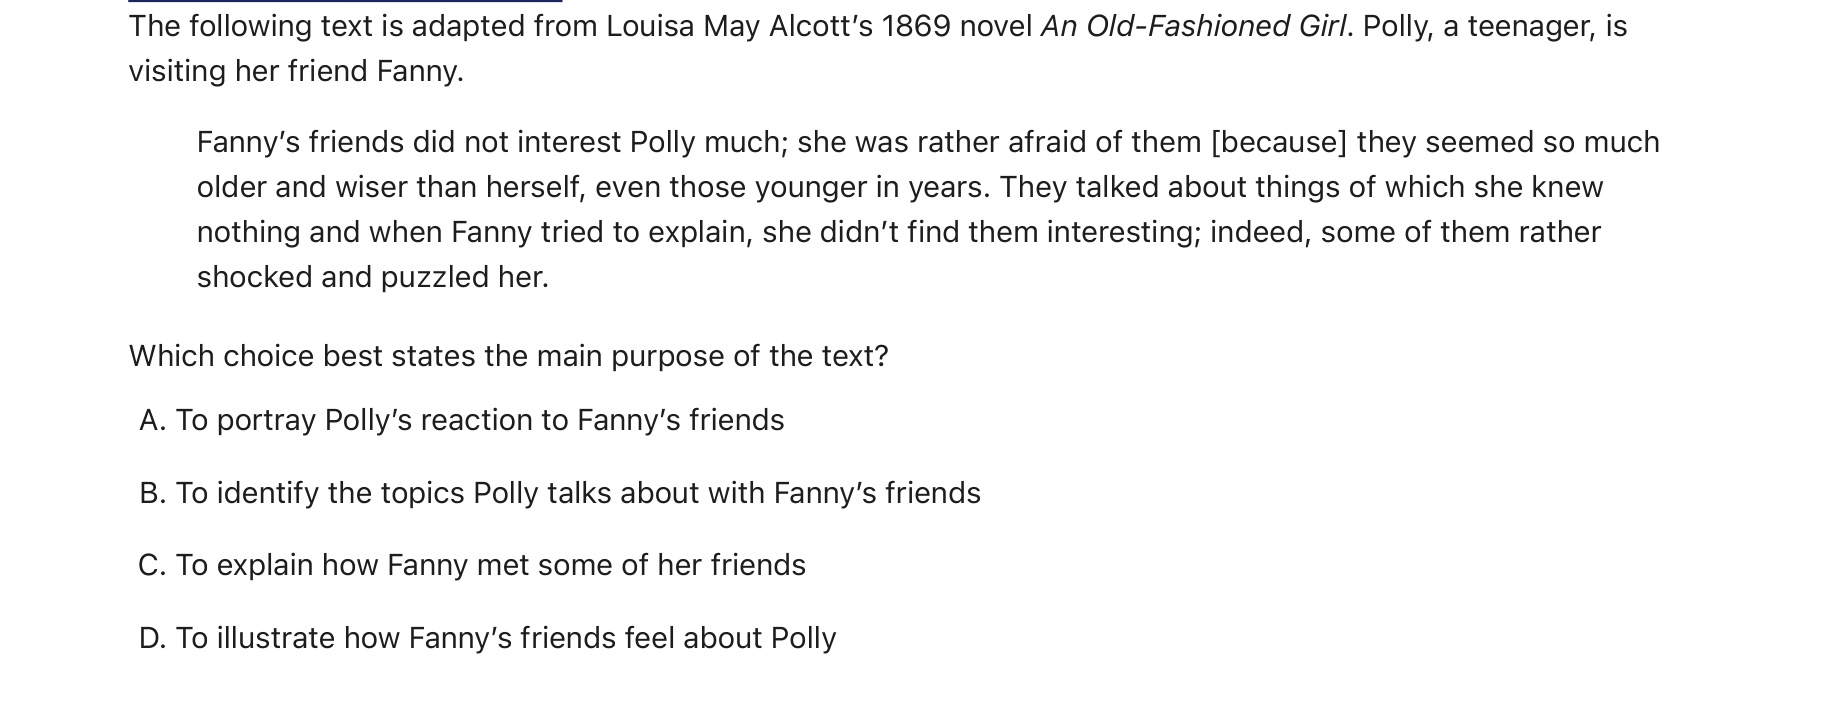 The following text is adapted from Louisa May Alcott’s 1869 novel An Old-Fashioned Girl. Polly, a teenager, is
visiting her friend Fanny.
Fanny’s friends did not interest Polly much; she was rather afraid of them [because] they seemed so much
older and wiser than herself, even those younger in years. They talked about things of which she knew
nothing and when Fanny tried to explain, she didn’t find them interesting; indeed, some of them rather
shocked and puzzled her.
Which choice best states the main purpose of the text?
A. To portray Polly’s reaction to Fanny’s friends
B. To identify the topics Polly talks about with Fanny’s friends
C. To explain how Fanny met some of her friends
D. To illustrate how Fanny’s friends feel about Polly